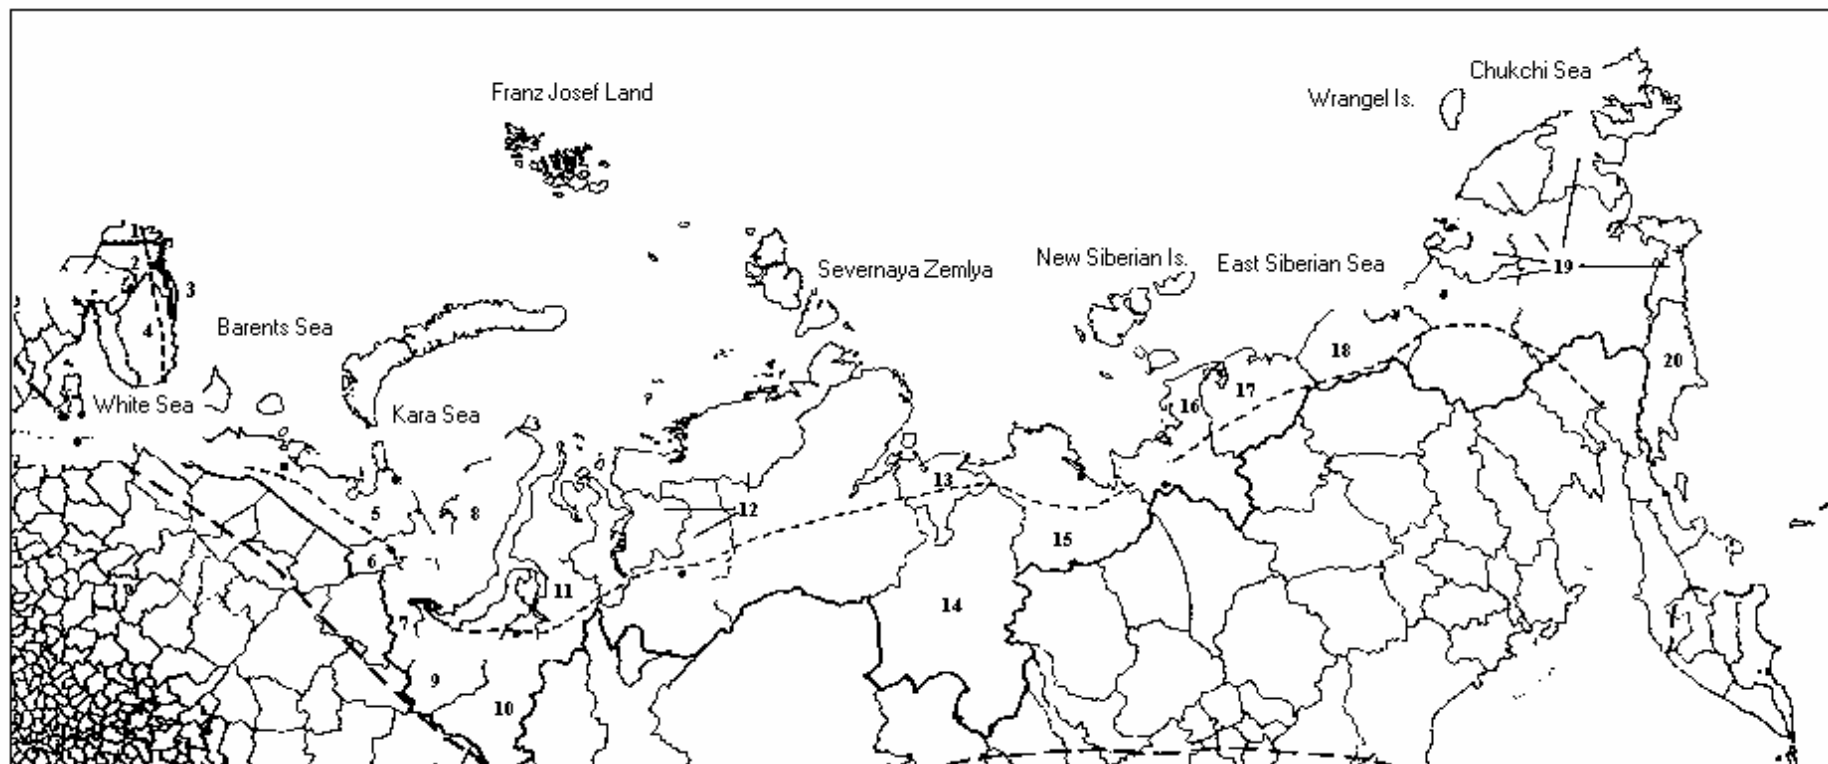 Chukchi Sea
Franz Josef Land
Wrangel Is.
1
2
3
4
Barents Sea
Severnaya Zemlya
New Siberian Is.
East Siberian Sea
19
18
20
17
16
White Sea
Kara Sea
5
8
12
13
15
6
11
14
7
9
10